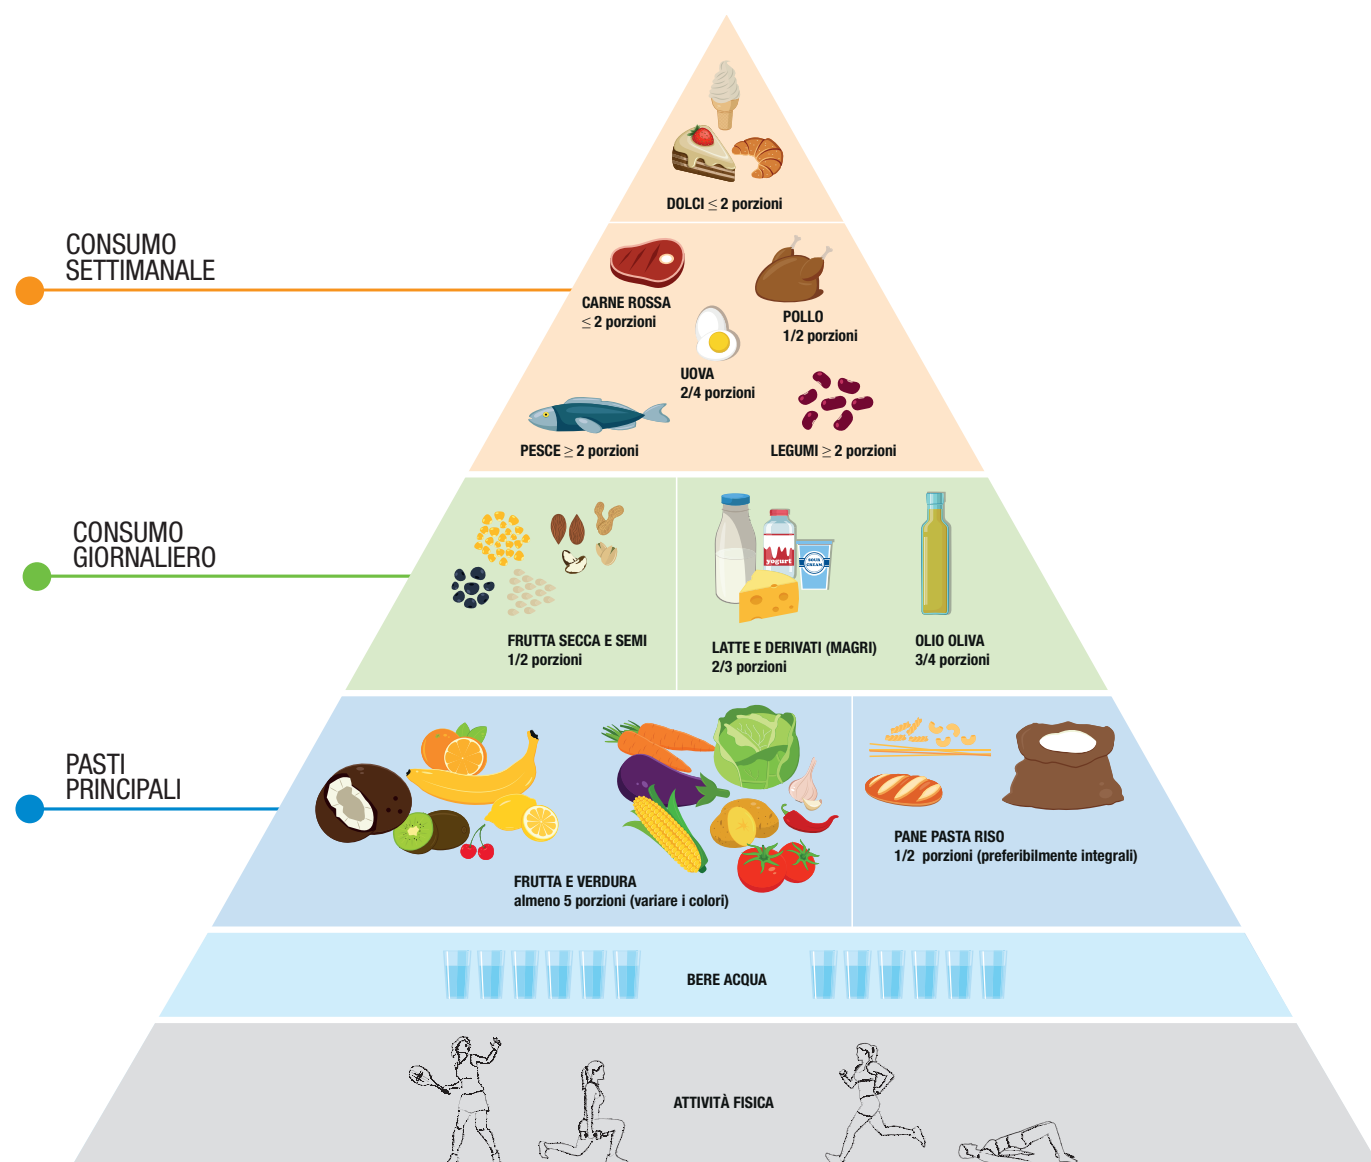 DOLCI ≤ 2 porzioni
CONSUMO
SETTIMANALE
CARNE ROSSA
≤ 2 porzioni
POLLO
1/2 porzioni
UOVA
2/4 porzioni
PESCE ≥ 2 porzioni
LEGUMI ≥ 2 porzioni
CONSUMO
GIORNALIERO
yogurt
SOUR
CREAM
FRUTTA SECCA E SEMI
1/2 porzioni
LATTE E DERIVATI (MAGRI)
2/3 porzioni
OLIO OLIVA
3/4 porzioni
PASTI
PRINCIPALI
FRUTTA E VERDURA
almeno 5 porzioni (variare i colori)
PANE PASTA RISO
1/2 porzioni (preferibilmente integrali)
BERE ACQUA
ATTIVITÀ FISICA